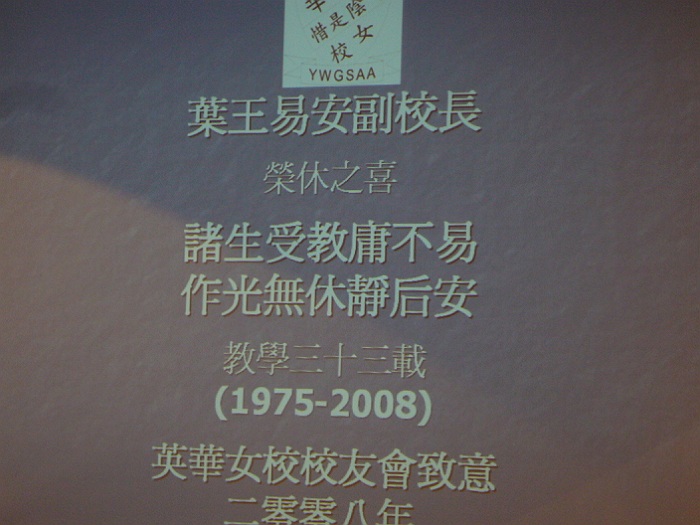 惜是陰
校女
YWGSAA
葉王易安副校長
榮休之喜
諸生受教庸不易
作光無休靜后安
教學三十三載
(1975-2008)
英華女校校友會致意
二零零八年